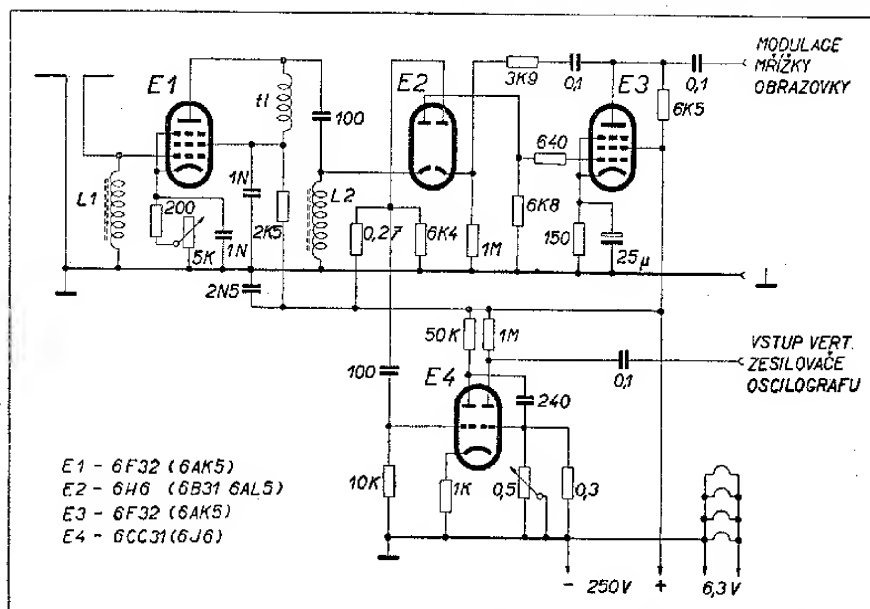 E1
E2
E3
3K9
0,1
0,1
MODULACE
MŘÍŽKY
OBRAZOVKY
tl
100
6K5
640
1N
L1
200
5K
1N
2K5
L2
0,27
6K4
1M
6K8
150
25μ
2N5
50K
1M
100
E4
240
0,1
VSTUP VERT.
ZESILOVAČE
OSCILOGRAFU
10K
1K
0,5
0,3
E1 - 6F32 (6AK5)
E2 - 6H6 (6B31 6AL5)
E3 - 6F32 (6AK5)
E4 - 6CC31(6J6)
- 250V +
6,3V